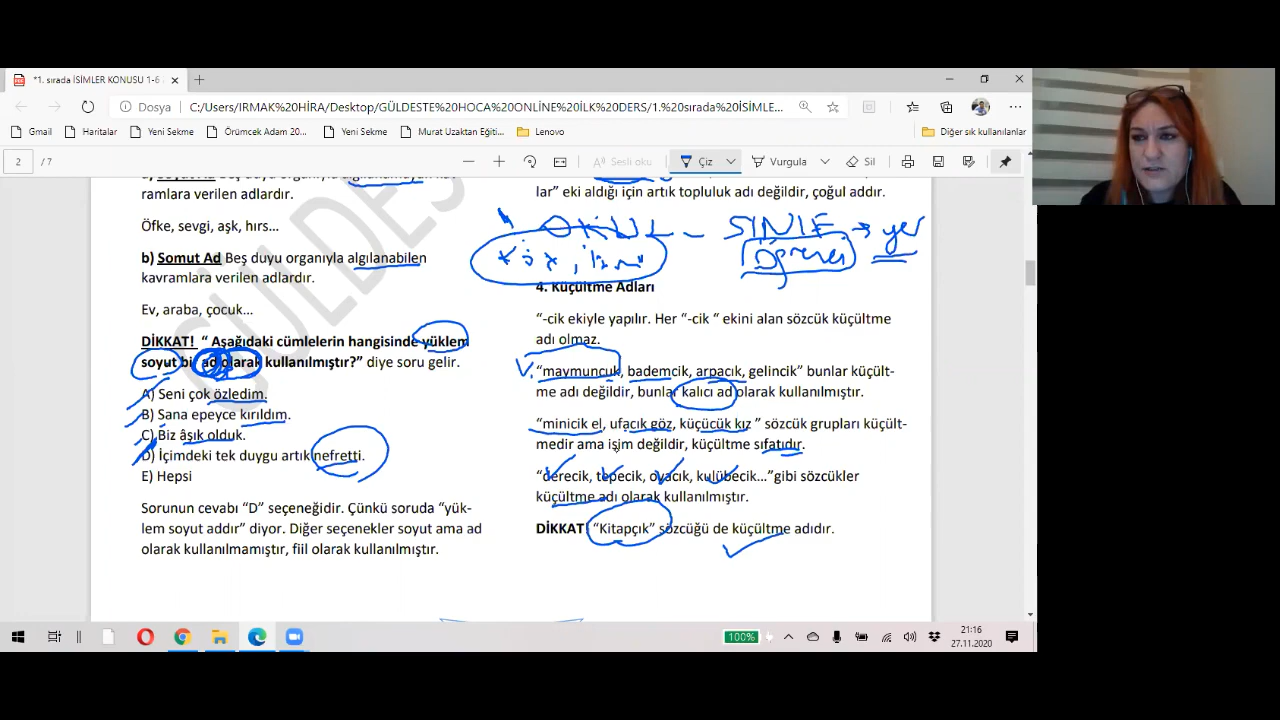 *1. sırada İSİMLER KONUSU 1-6
Dosya C:/Users/IRMAK%20HİRA/Desktop/GÜLDESTE%20HOCA%20ONLİNE%20İLK%20DERS/1.%20sırada%20İSİMLE...
Gmail Haritalar Yeni Sekme Örümcek Adam 20... Yeni Sekme Murat Uzaktan Eğiti... Lenovo Diğer sık kullanılanlar
2 / 7 Sesli oku Çiz Vurgula Sil
ramlara verilen adlardır.
Öfke, sevgi, aşk, hırs...
b) Somut Ad Beş duyu organıyla algılanabilen
kavramlara verilen adlardır.
Ev, araba, çocuk...
DİKKAT! “ Aşağıdaki cümlelerin hangisinde yüklem
soyut bir ad olarak kullanılmıştır?” diye soru gelir.
A) Seni çok özledim.
B) Sana epeyce kırıldım.
C) Biz âşık olduk.
D) İçimdeki tek duygu artık nefretti.
E) Hepsi
Sorunun cevabı “D” seçeneğidir. Çünkü soruda “yük-
lem soyut addır” diyor. Diğer seçenekler soyut ama ad
olarak kullanılmamıştır, fiil olarak kullanılmıştır.
GÜLDESTE
lar” eki aldığı için artık topluluk adı değildir, çoğul addır.
OKUL – SINIF → yer
Öğrenci
4. Küçültme Adları
“-cik ekiyle yapılır. Her “-cik “ ekini alan sözcük küçültme
adı olmaz.
“maymuncuk, bademcik, arpacık, gelincik” bunlar küçült-
me adı değildir, bunlar kalıcı ad olarak kullanılmıştır.
“minicik el, ufacık göz, küçücük kız ” sözcük grupları küçült-
medir ama isim değildir, küçültme sıfatıdır.
“derecik, tepecik, ovacık, kulübecik...”gibi sözcükler
küçültme adı olarak kullanılmıştır.
DİKKAT! “Kitapçık” sözcüğü de küçültme adıdır.
100% 21:16
27.11.2020